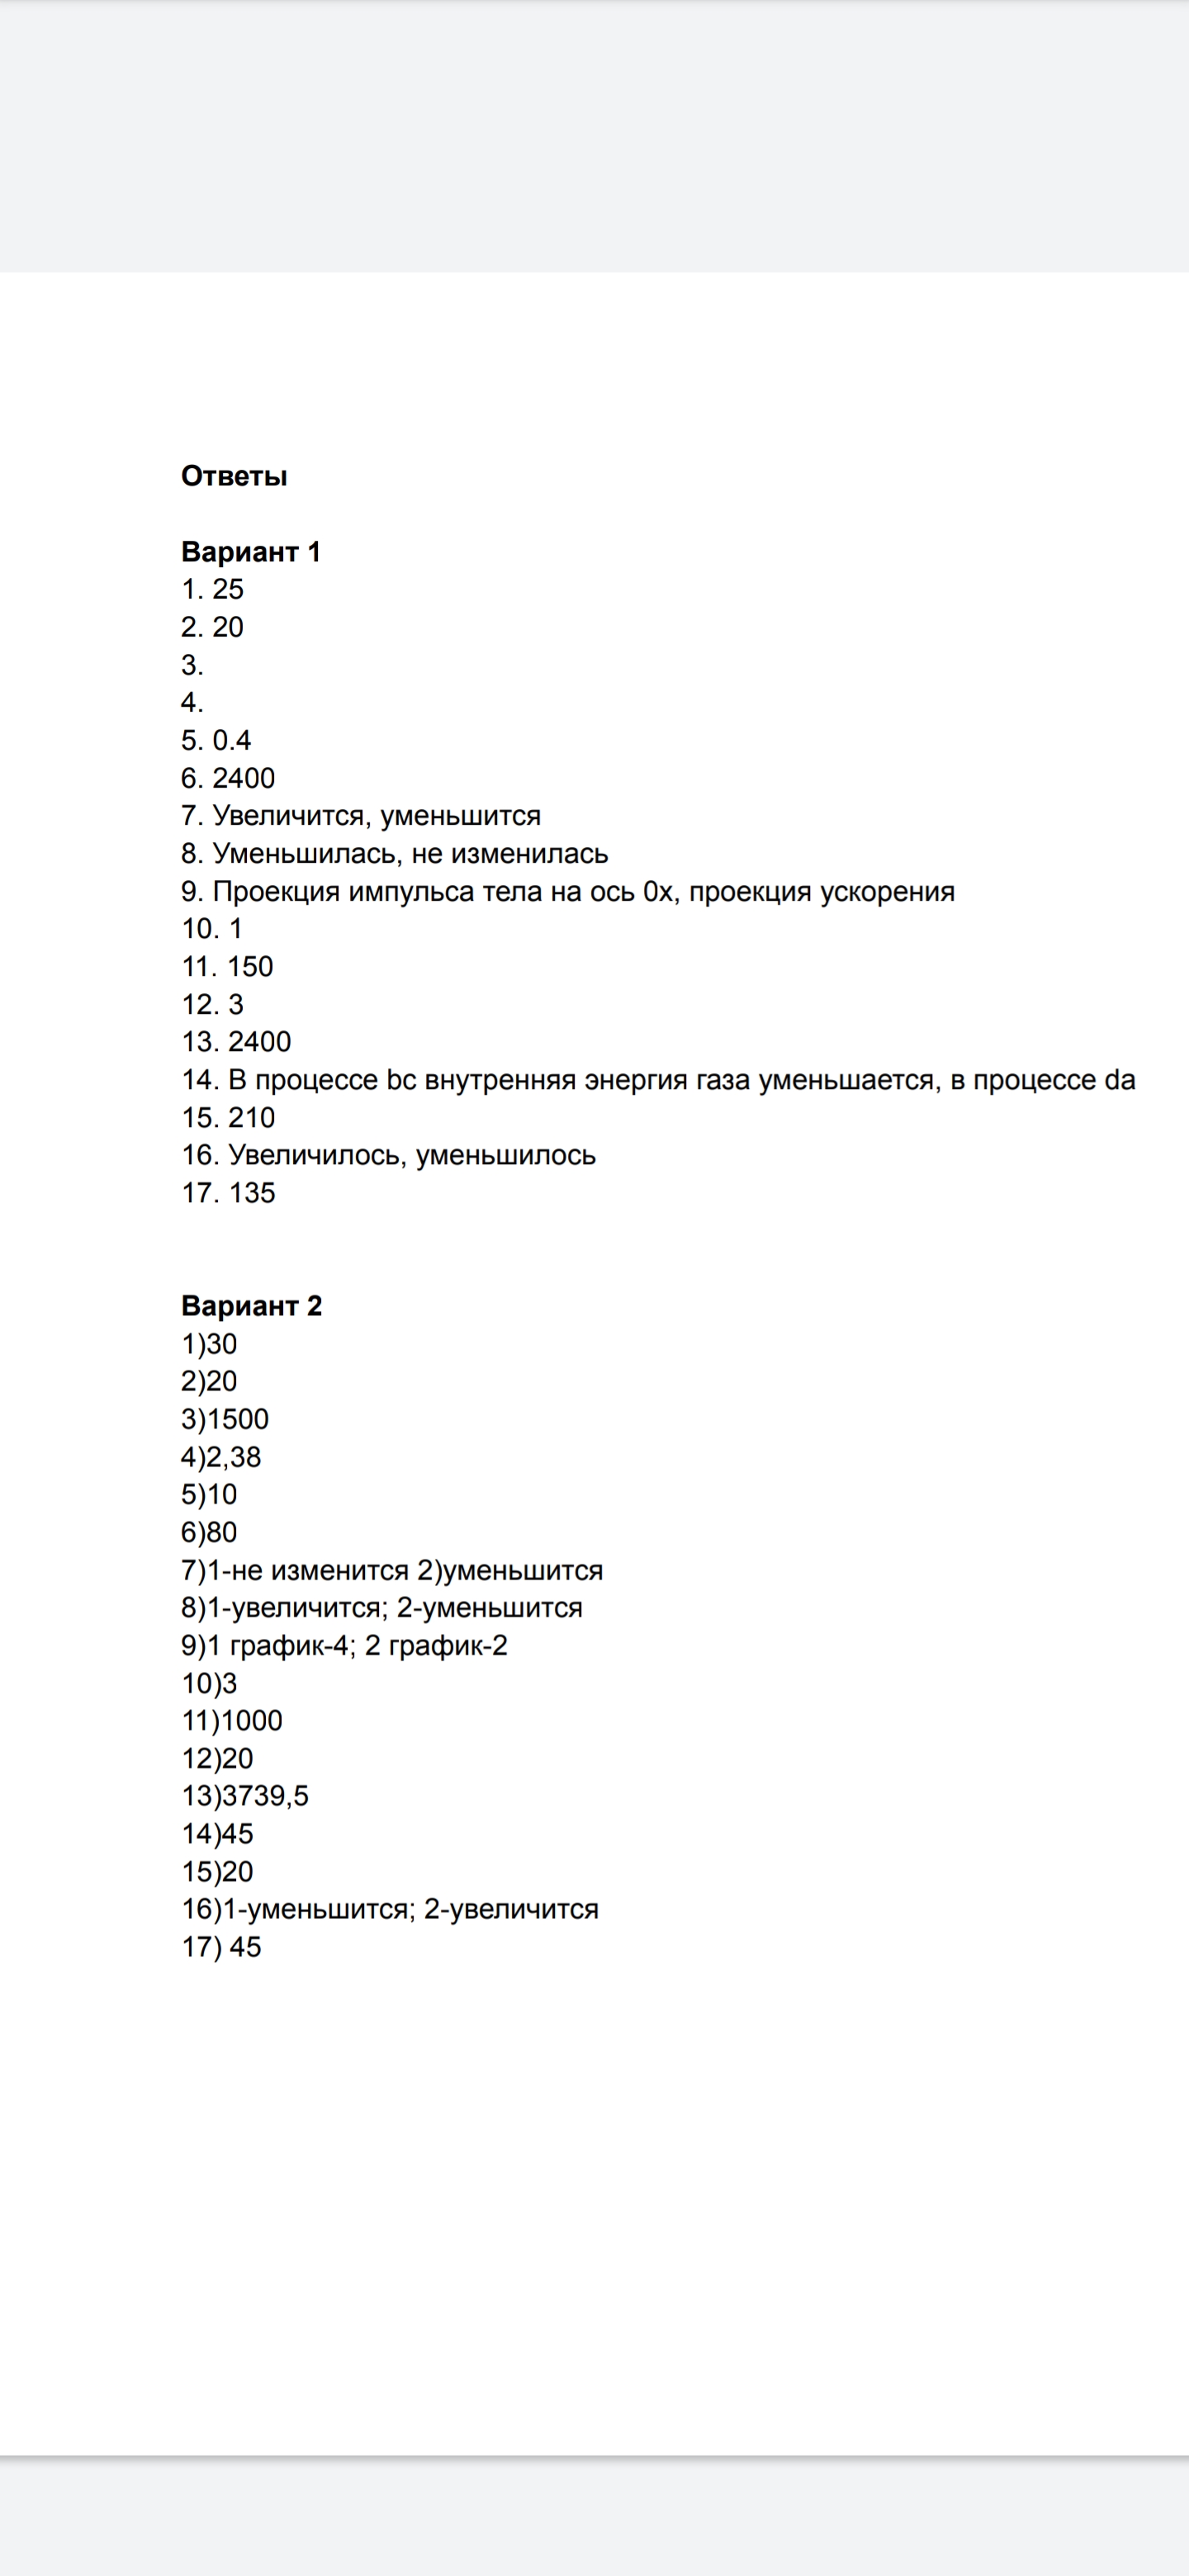 Ответы
Вариант 1
1. 25
2. 20
3.
4.
5. 0.4
6. 2400
7. Увеличится, уменьшится
8. Уменьшилась, не изменилась
9. Проекция импульса тела на ось 0x, проекция ускорения
10. 1
11. 150
12. 3
13. 2400
14. В процессе bc внутренняя энергия газа уменьшается, в процессе da
15. 210
16. Увеличилось, уменьшилось
17. 135
Вариант 2
1)30
2)20
3)1500
4)2,38
5)10
6)80
7)1-не изменится 2)уменьшится
8)1-увеличится; 2-уменьшится
9)1 график-4; 2 график-2
10)3
11)1000
12)20
13)3739,5
14)45
15)20
16)1-уменьшится; 2-увеличится
17) 45